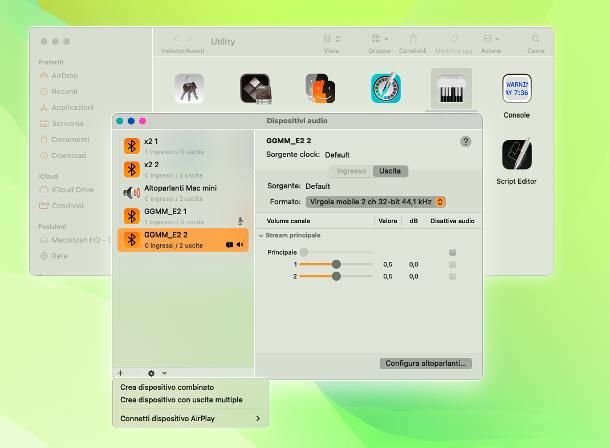 Utility
Indietro/Avanti
Vista
Gruppo
Condividi
Modifica tag
Azione
Cerca
Preferiti
AirDrop
Recenti
Applicazioni
Scrivania
Documenti
Download
iCloud
iCloud Drive
Condivisi
Posizioni
Macintosh HD -
Rete
WARNIN
AY 7:36
Console
Script Editor
Dispositivi audio
x2 1
1 ingresso / 0 uscite
x2 2
0 ingressi / 2 uscite
Altoparlanti Mac mini
0 ingressi / 2 uscite
GGMM_E2 1
1 ingresso / 0 uscite
GGMM_E2 2
0 ingressi / 2 uscite
GGMM_E2 2
?
Sorgente clock: Default
Ingresso
Uscita
Sorgente: Default
Formato: Virgola mobile 2 ch 32-bit 44,1 kHz
Volume canale Valore dB Disattiva audio
Stream principale
Principale
1 0,5 0,0
2 0,5 0,0
Configura altoparlanti...
Crea dispositivo combinato
Crea dispositivo con uscite multiple
Connetti dispositivo AirPlay